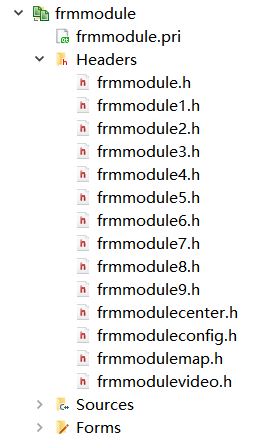 frmmodule
frmmodule.pri
Headers
frmmodule.h
frmmodule1.h
frmmodule2.h
frmmodule3.h
frmmodule4.h
frmmodule5.h
frmmodule6.h
frmmodule7.h
frmmodule8.h
frmmodule9.h
frmmodulecenter.h
frmmoduleconfig.h
frmmodulemap.h
frmmodulevideo.h
Sources
Forms